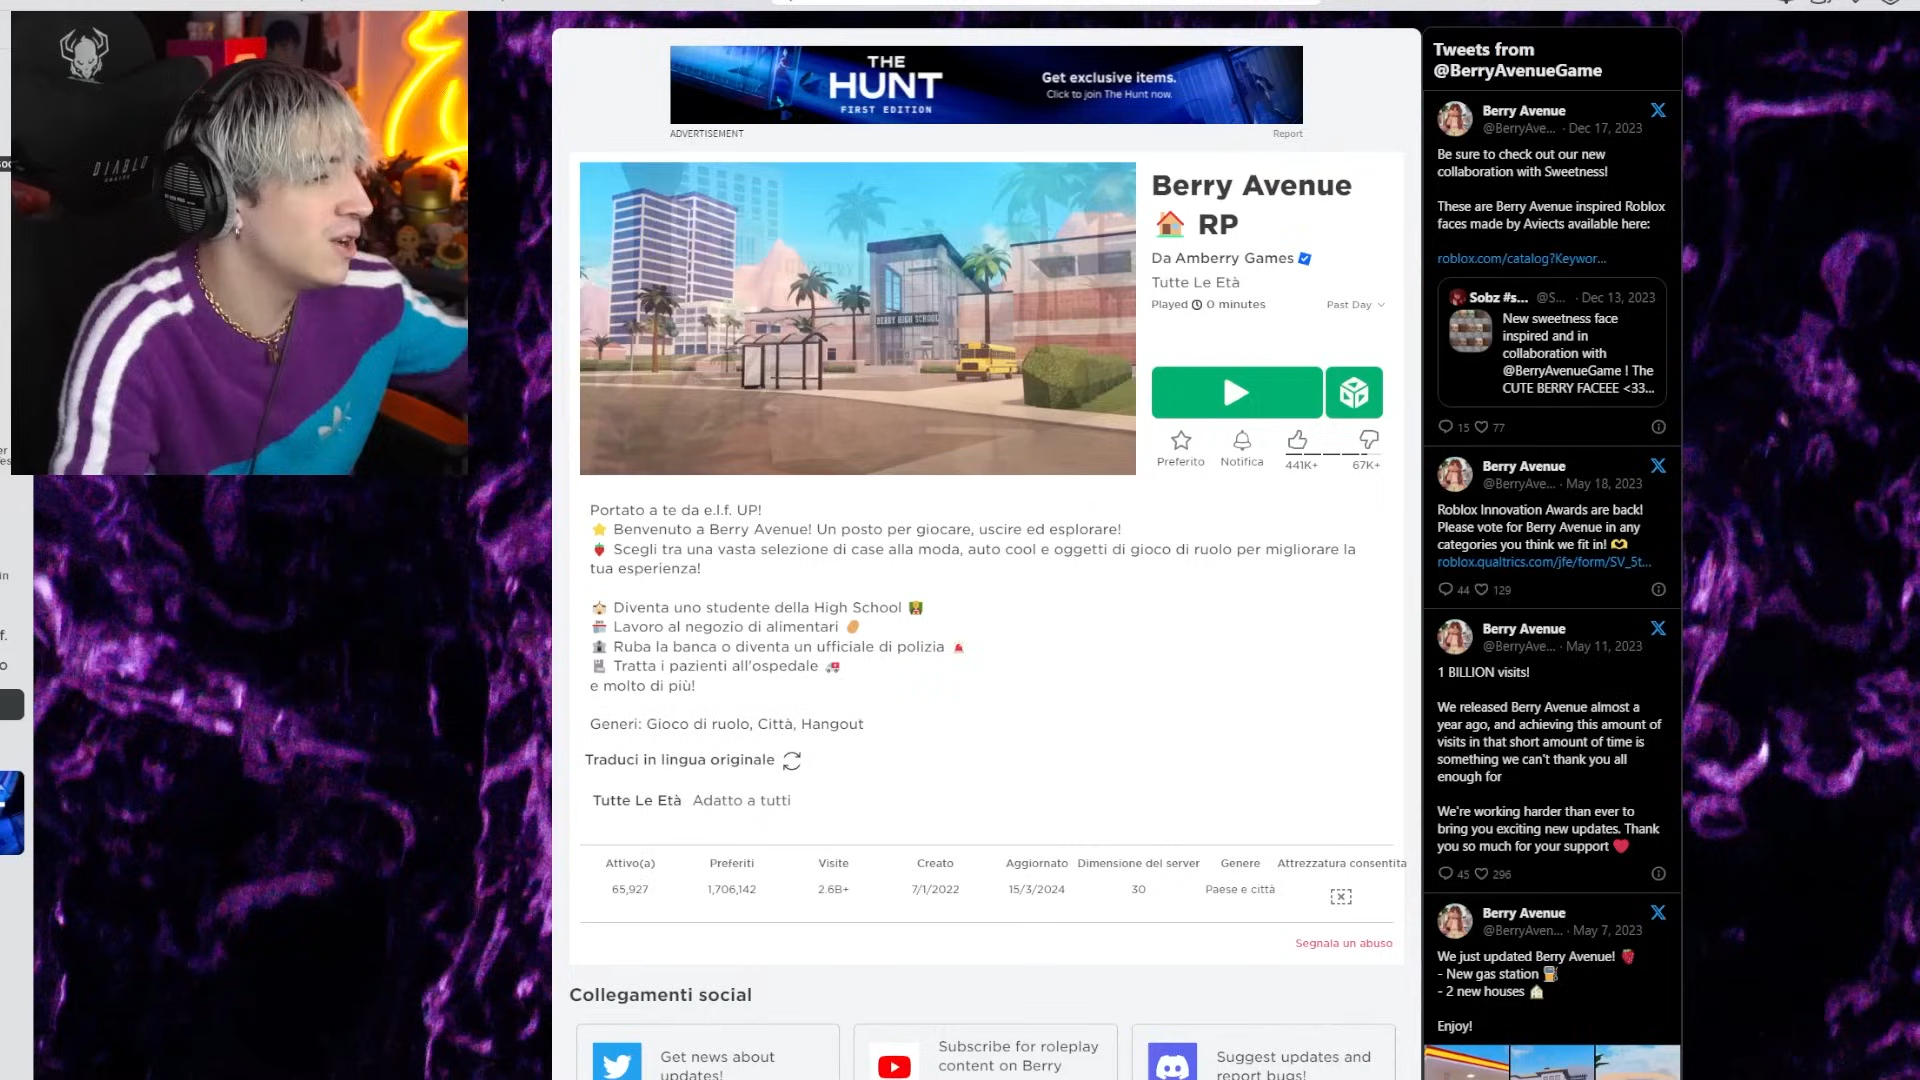 DIABLO
THE
HUNT
FIRST EDITION
Get exclusive items.
Click to join The Hunt now.
ADVERTISEMENT
Report
BERRY HIGH SCHOOL
Berry Avenue
🏠 RP
Da Amberry Games
Tutte Le Età
Played 0 minutes
Past Day
Preferito
Notifica
441K+
67K+
Portato a te da e.l.f. UP!
⭐ Benvenuto a Berry Avenue! Un posto per giocare, uscire ed esplorare!
🍓 Scegli tra una vasta selezione di case alla moda, auto cool e oggetti di gioco di ruolo per migliorare la
tua esperienza!
Diventa uno studente della High School
Lavoro al negozio di alimentari 🥔
Ruba la banca o diventa un ufficiale di polizia 🚨
Tratta i pazienti all'ospedale 🚑
e molto di più!
Generi: Gioco di ruolo, Città, Hangout
Traduci in lingua originale
Tutte Le Età Adatto a tutti
Attivo(a) Preferiti Visite Creato Aggiornato Dimensione del server Genere Attrezzatura consentita
65,927 1,706,142 2.6B+ 7/1/2022 15/3/2024 30 Paese e città
Segnala un abuso
Collegamenti social
Get news about
updates!
Subscribe for roleplay
content on Berry
Suggest updates and
report bugs!
Tweets from
@BerryAvenueGame
Berry Avenue
@BerryAve... · Dec 17, 2023
Be sure to check out our new
collaboration with Sweetness!
These are Berry Avenue inspired Roblox
faces made by Aviects available here:
roblox.com/catalog?Keywor...
Sobz #s... @S... · Dec 13, 2023
New sweetness face
inspired and in
collaboration with
@BerryAvenueGame ! The
CUTE BERRY FACEEE <33...
15 77
Berry Avenue
@BerryAve... · May 18, 2023
Roblox Innovation Awards are back!
Please vote for Berry Avenue in any
categories you think we fit in! 🫶
roblox.qualtrics.com/jfe/form/SV_5t...
44 129
Berry Avenue
@BerryAve... · May 11, 2023
1 BILLION visits!
We released Berry Avenue almost a
year ago, and achieving this amount of
visits in that short amount of time is
something we can't thank you all
enough for
We're working harder than ever to
bring you exciting new updates. Thank
you so much for your support ❤️
45 296
Berry Avenue
@BerryAven... · May 7, 2023
We just updated Berry Avenue! 🍓
- New gas station ⛽
- 2 new houses 🏠
Enjoy!